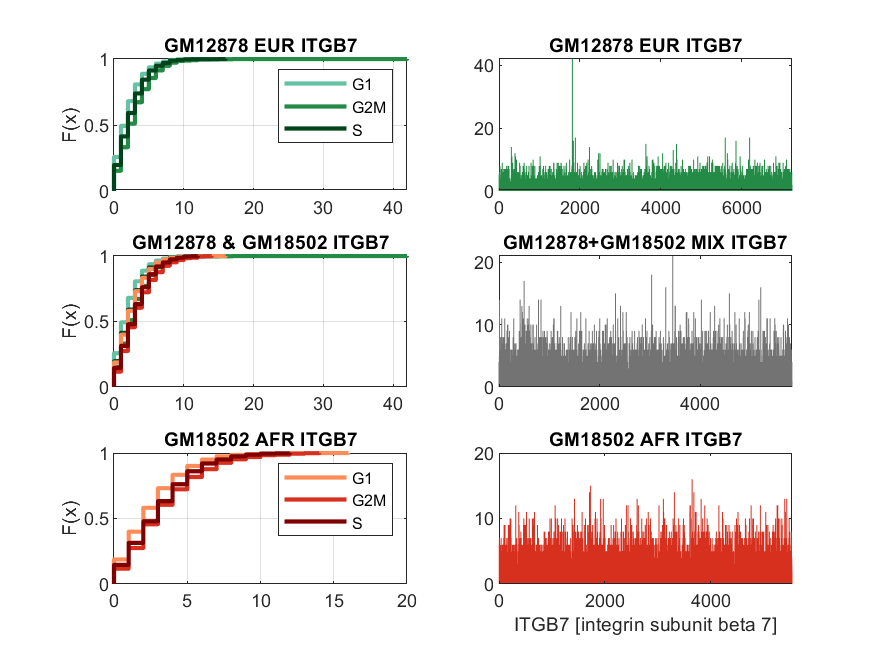 GM12878 EUR ITGB7
F(x)
1
0.5
0
0 10 20 30 40
G1
G2M
S
GM12878 EUR ITGB7
40
20
0
0 2000 4000 6000
GM12878 & GM18502 ITGB7
F(x)
1
0.5
0
0 10 20 30 40
GM12878+GM18502 MIX ITGB7
20
10
0
0 2000 4000
GM18502 AFR ITGB7
F(x)
1
0.5
0
0 5 10 15 20
G1
G2M
S
GM18502 AFR ITGB7
20
10
0
0 2000 4000
ITGB7 [integrin subunit beta 7]